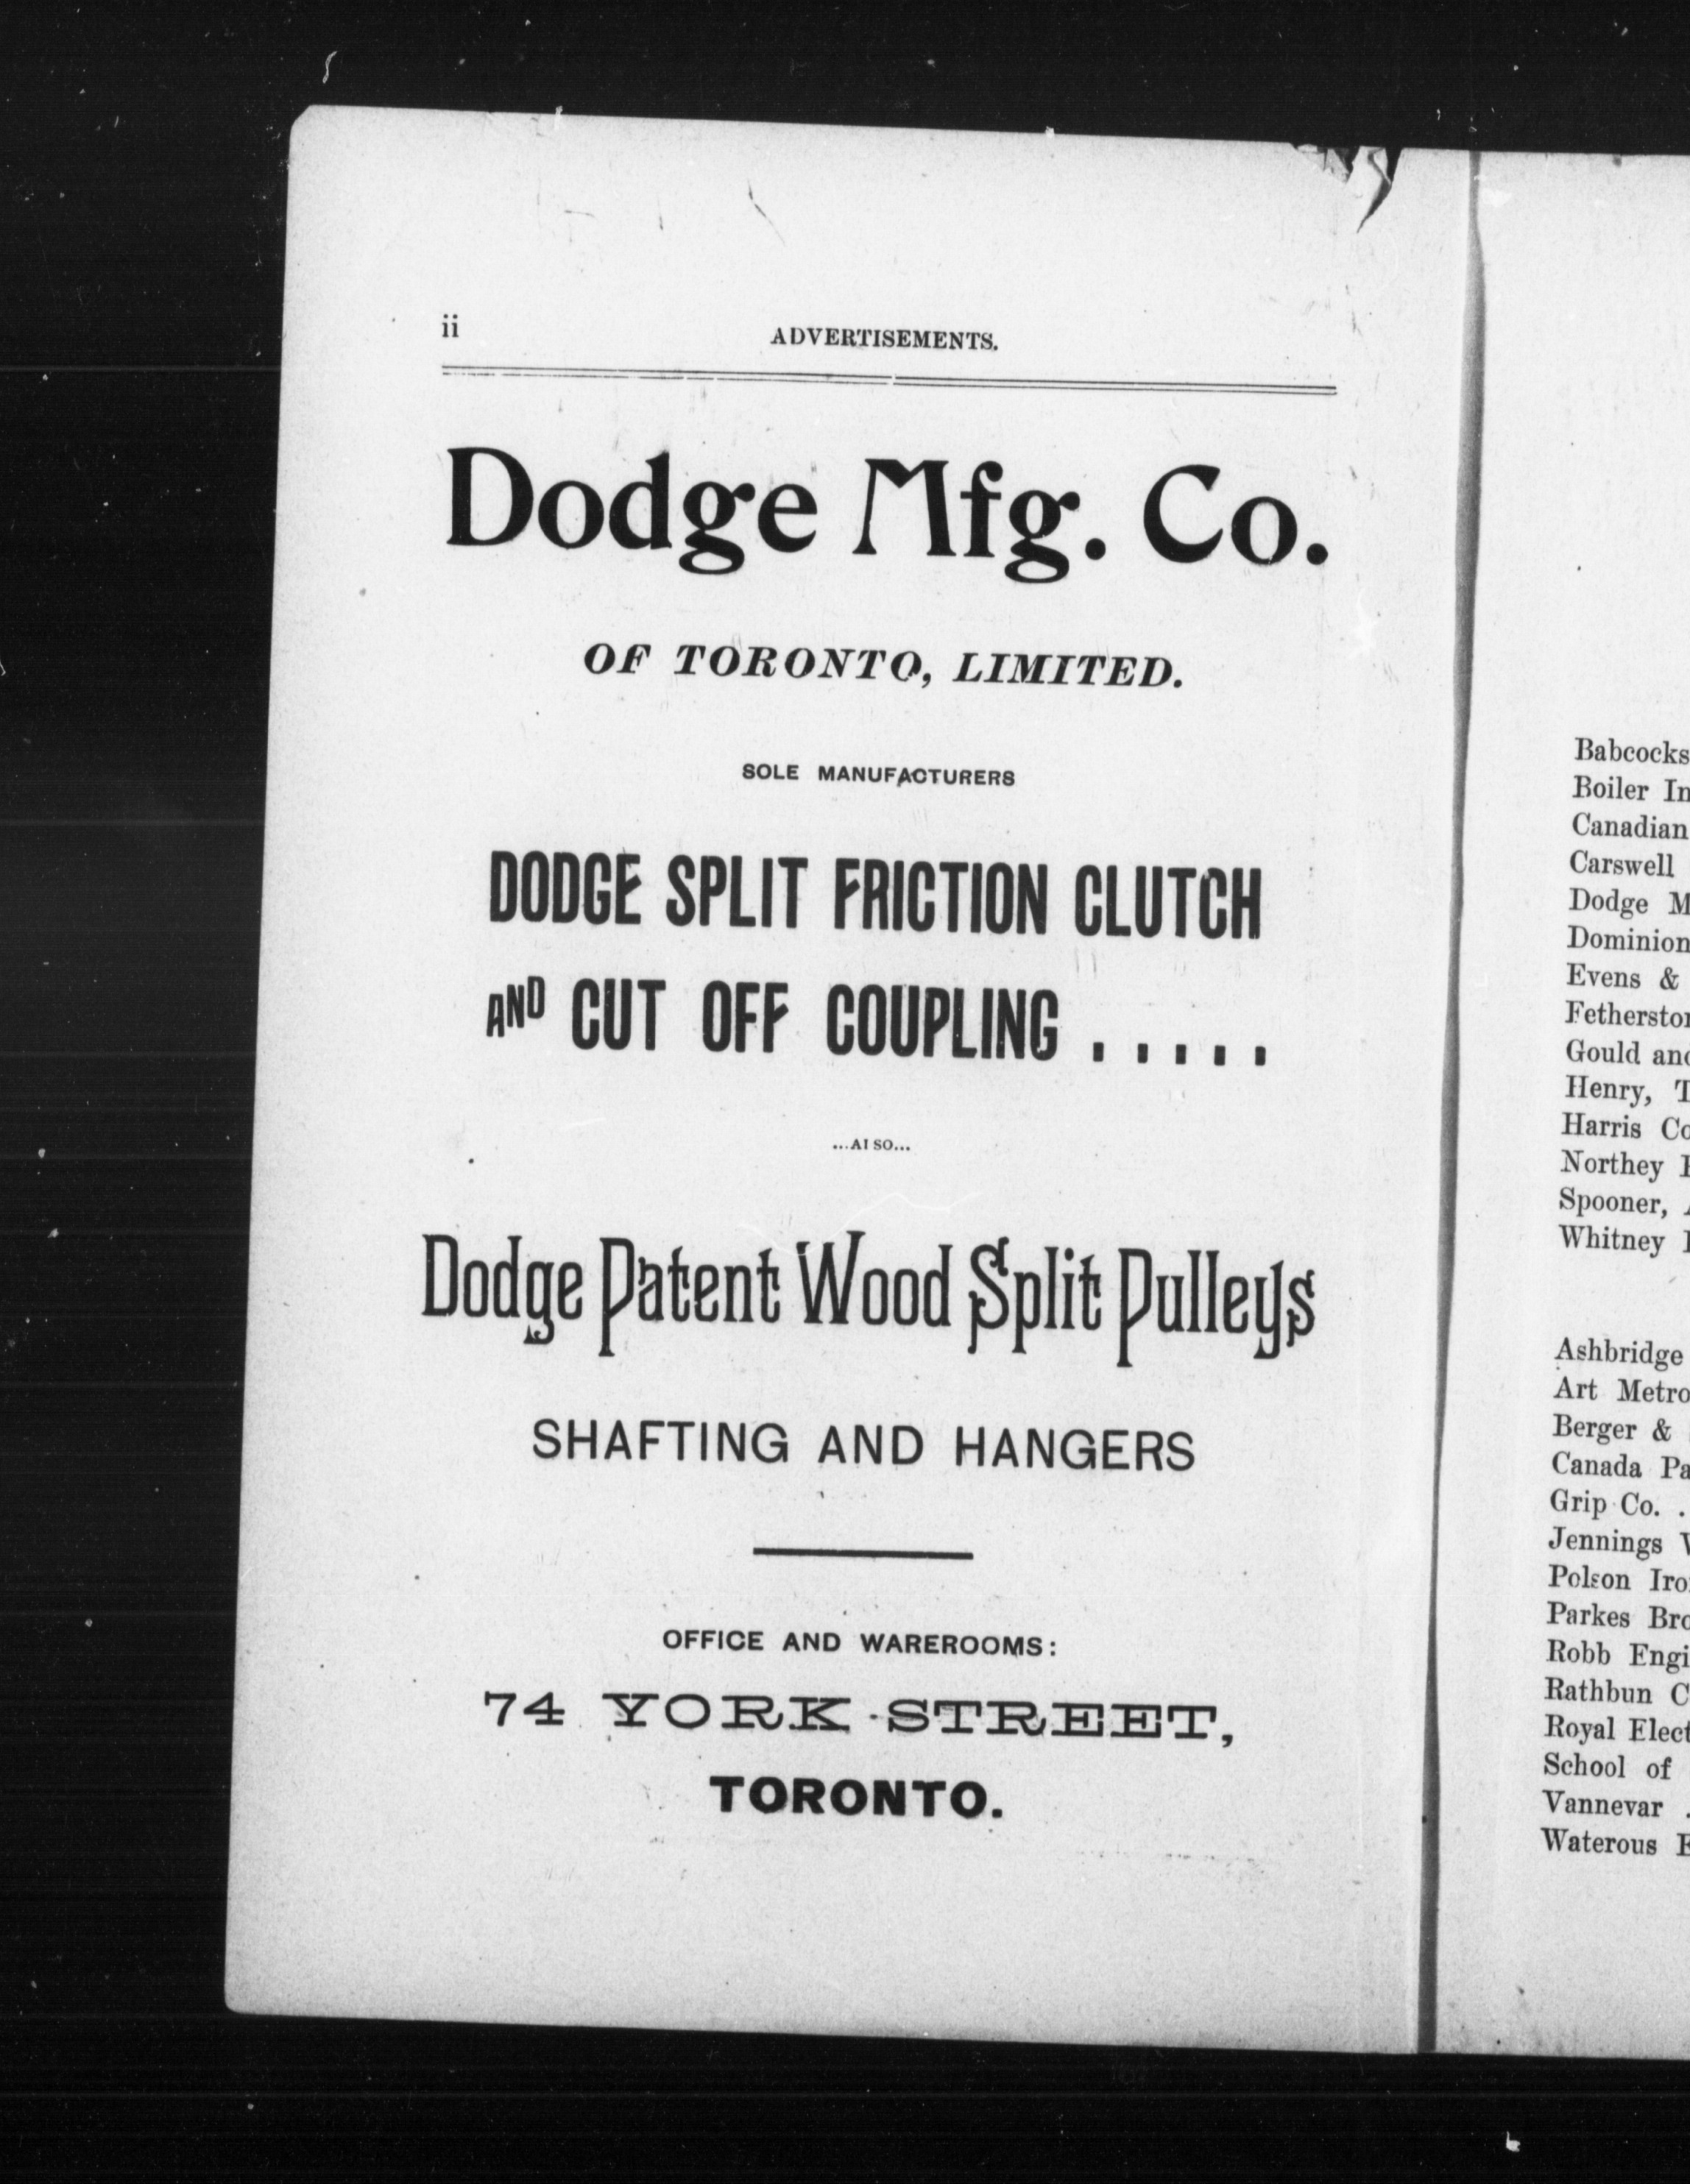 ii
ADVERTISEMENTS.
Dodge Mfg. Co.
OF TORONTO, LIMITED.
SOLE MANUFACTURERS
DODGE SPLIT FRICTION CLUTCH
AND CUT OFF COUPLING . . . . .
...ALSO...
Dodge Patent Wood Split Pulleys
SHAFTING AND HANGERS
OFFICE AND WAREROOMS:
74 YORK STREET,
TORONTO.
Babcocks
Boiler
Canadian
Carswell
Dodge
Dominion
Evens &
Gould
Henry,
Harris
Northey
Spooner,
Whitney
Ashbridge
Art
Berger &
Canada
Grip Co. .
Jennings
Polson
Parkes
Robb
Rathbun
Royal
School of
Vannevar .
Waterous